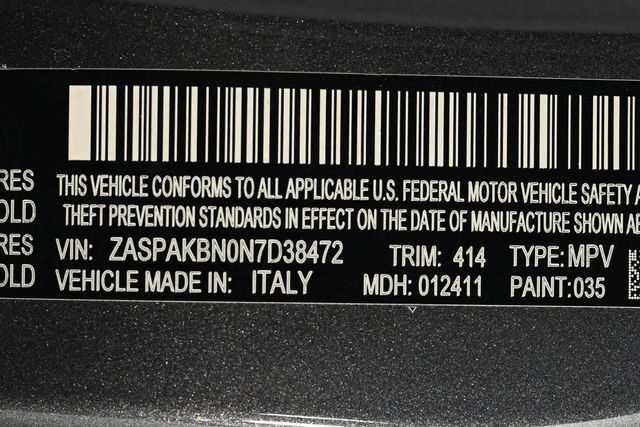 THIS VEHICLE CONFORMS TO ALL APPLICABLE U.S. FEDERAL MOTOR VEHICLE SAFETY A
THEFT PREVENTION STANDARDS IN EFFECT ON THE DATE OF MANUFACTURE SHOWN AB
VIN: ZASPAKBN0N7D38472 TRIM: 414 TYPE:MPV
VEHICLE MADE IN: ITALY MDH: 012411 PAINT:035
RES
OLD
RES
OLD